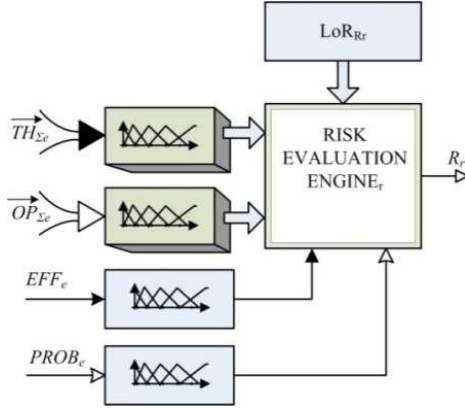 LoR_Rr
TH_Σe
RISK
EVALUATION
ENGINE_r
R_r
OP_Σe
EFF_e
PROB_e